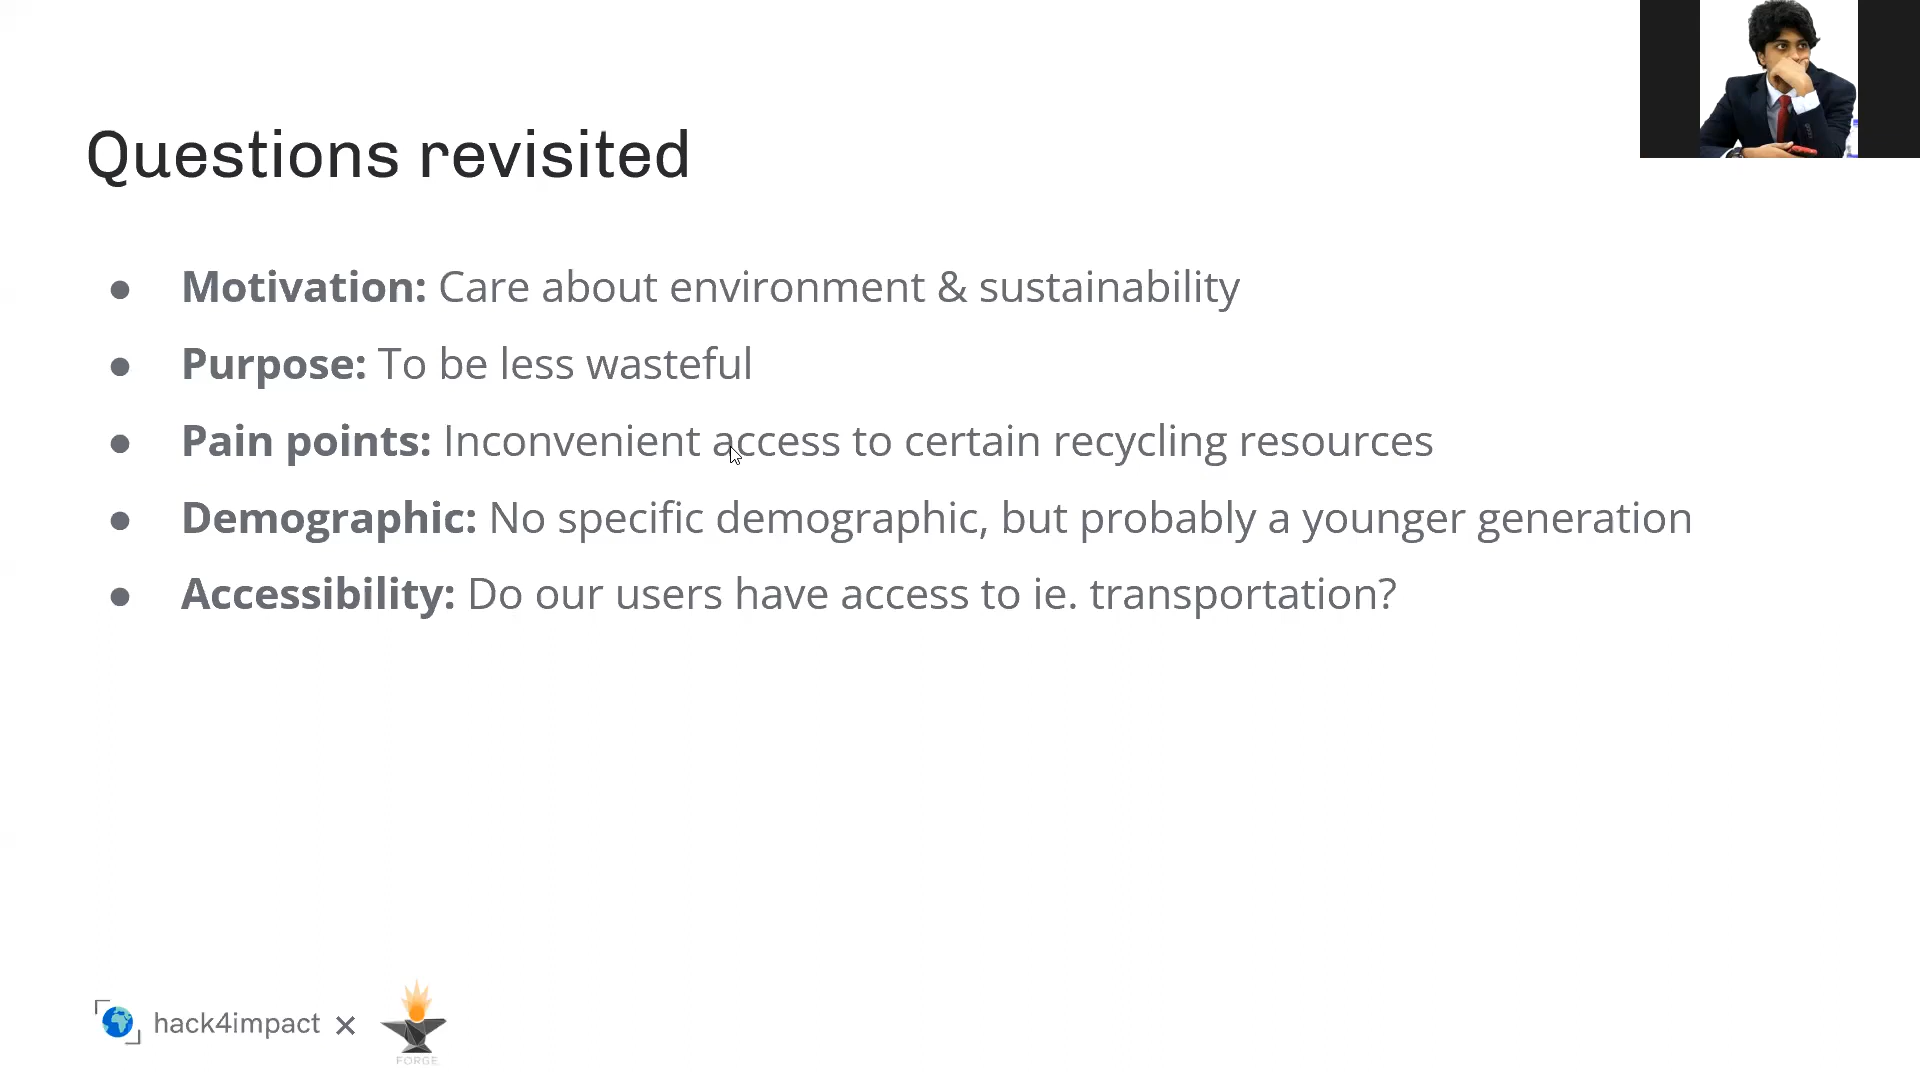 Questions revisited
● Motivation: Care about environment & sustainability
● Purpose: To be less wasteful
● Pain points: Inconvenient access to certain recycling resources
● Demographic: No specific demographic, but probably a younger generation
● Accessibility: Do our users have access to ie. transportation?
hack4impact ×
FORGE